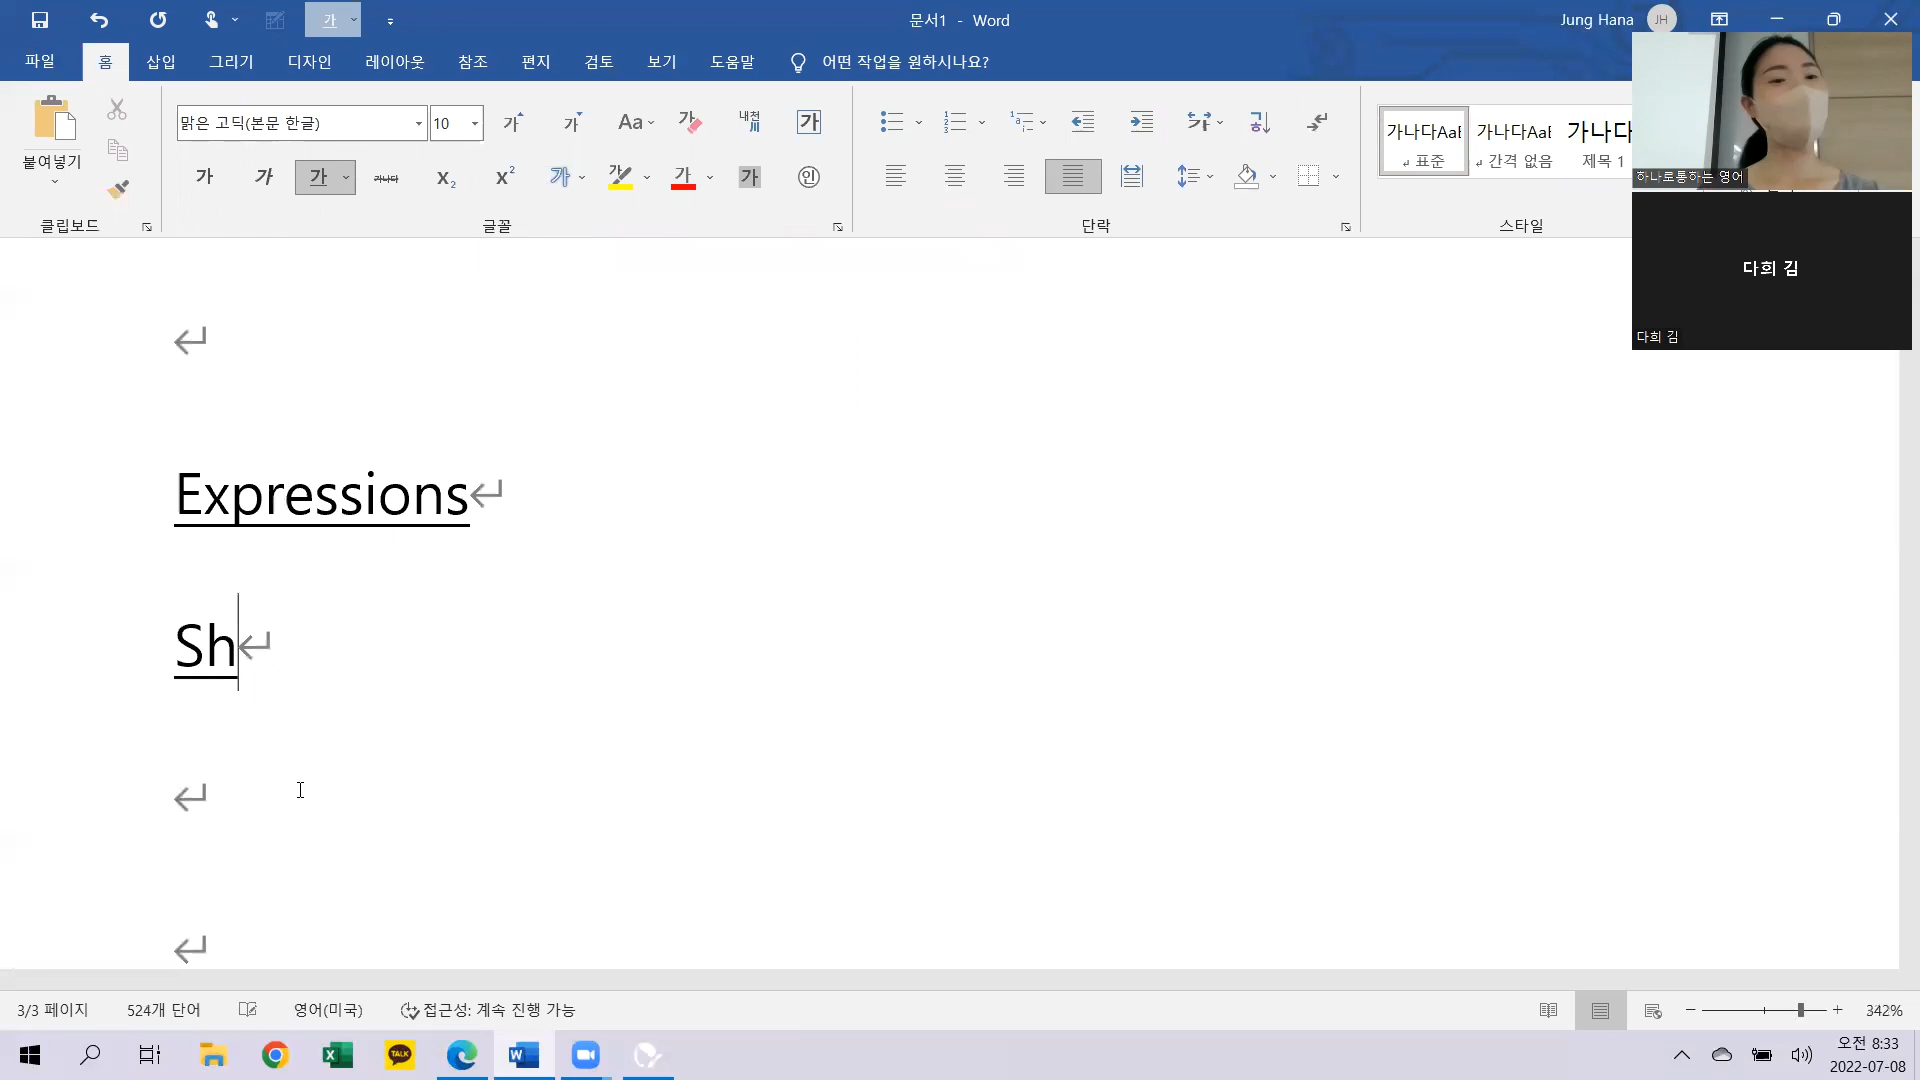 문서1 - Word
Jung Hana JH
파일 홈 삽입 그리기 디자인 레이아웃 참조 편지 검토 보기 도움말 어떤 작업을 원하시나요?
맑은 고딕(본문 한글) 10
붙여넣기
가나다AaB 가나다AaB 가나다
표준 간격 없음 제목 1
클립보드 글꼴 단락 스타일
하나로통하는 영어
다희 김
다희 김
Expressions
Sh
3/3 페이지 524개 단어 영어(미국) 접근성: 계속 진행 가능 342%
오전 8:33
2022-07-08